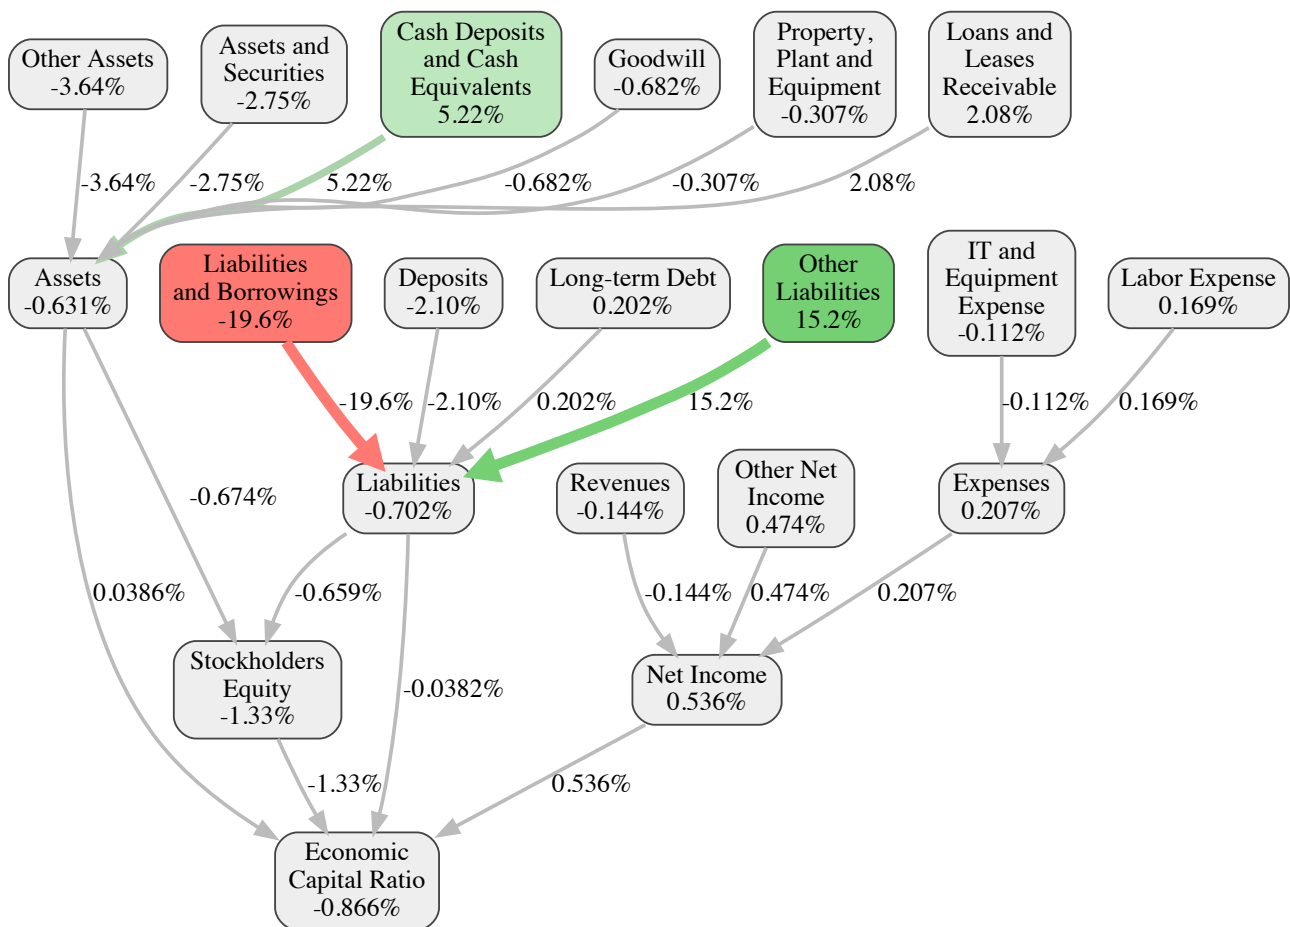 Other Assets
-3.64%
Assets and
Securities
-2.75%
Cash Deposits
and Cash
Equivalents
5.22%
Goodwill
-0.682%
Property,
Plant and
Equipment
-0.307%
Loans and
Leases
Receivable
2.08%
-3.64%
-2.75%
5.22%
-0.682%
-0.307%
2.08%
Assets
-0.631%
Liabilities
and Borrowings
-19.6%
Deposits
-2.10%
Long-term Debt
0.202%
Other
Liabilities
15.2%
IT and
Equipment
Expense
-0.112%
Labor Expense
0.169%
-19.6%
-2.10%
0.202%
15.2%
-0.112%
0.169%
-0.674%
Liabilities
-0.702%
Revenues
-0.144%
Other Net
Income
0.474%
Expenses
0.207%
0.0386%
-0.659%
-0.144%
0.474%
0.207%
Stockholders
Equity
-1.33%
-0.0382%
Net Income
0.536%
-1.33%
0.536%
Economic
Capital Ratio
-0.866%